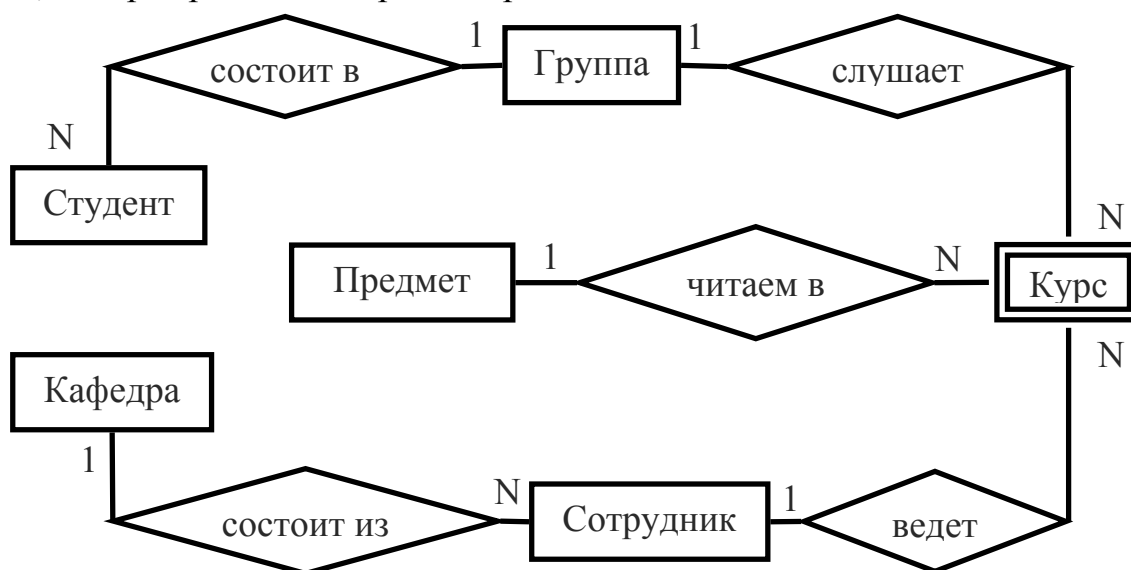 1 Группа 1
состоит в слушает
N
Студент N
Предмет 1 читаем в N Курс
Кафедра N
1 N 1
состоит из Сотрудник ведет